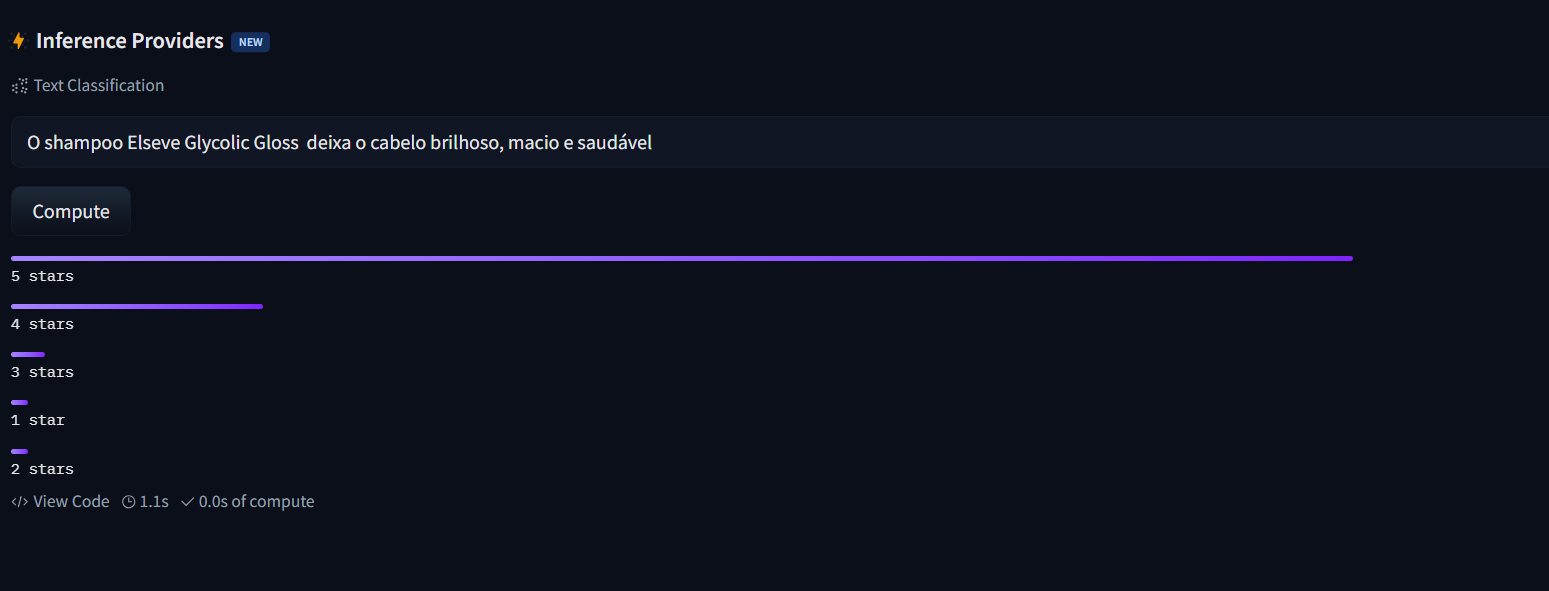 Inference Providers NEW
Text Classification
O shampoo Elseve Glycolic Gloss  deixa o cabelo brilhoso, macio e saudável
Compute
5 stars
4 stars
3 stars
1 star
2 stars
</> View Code 1.1s 0.0s of compute